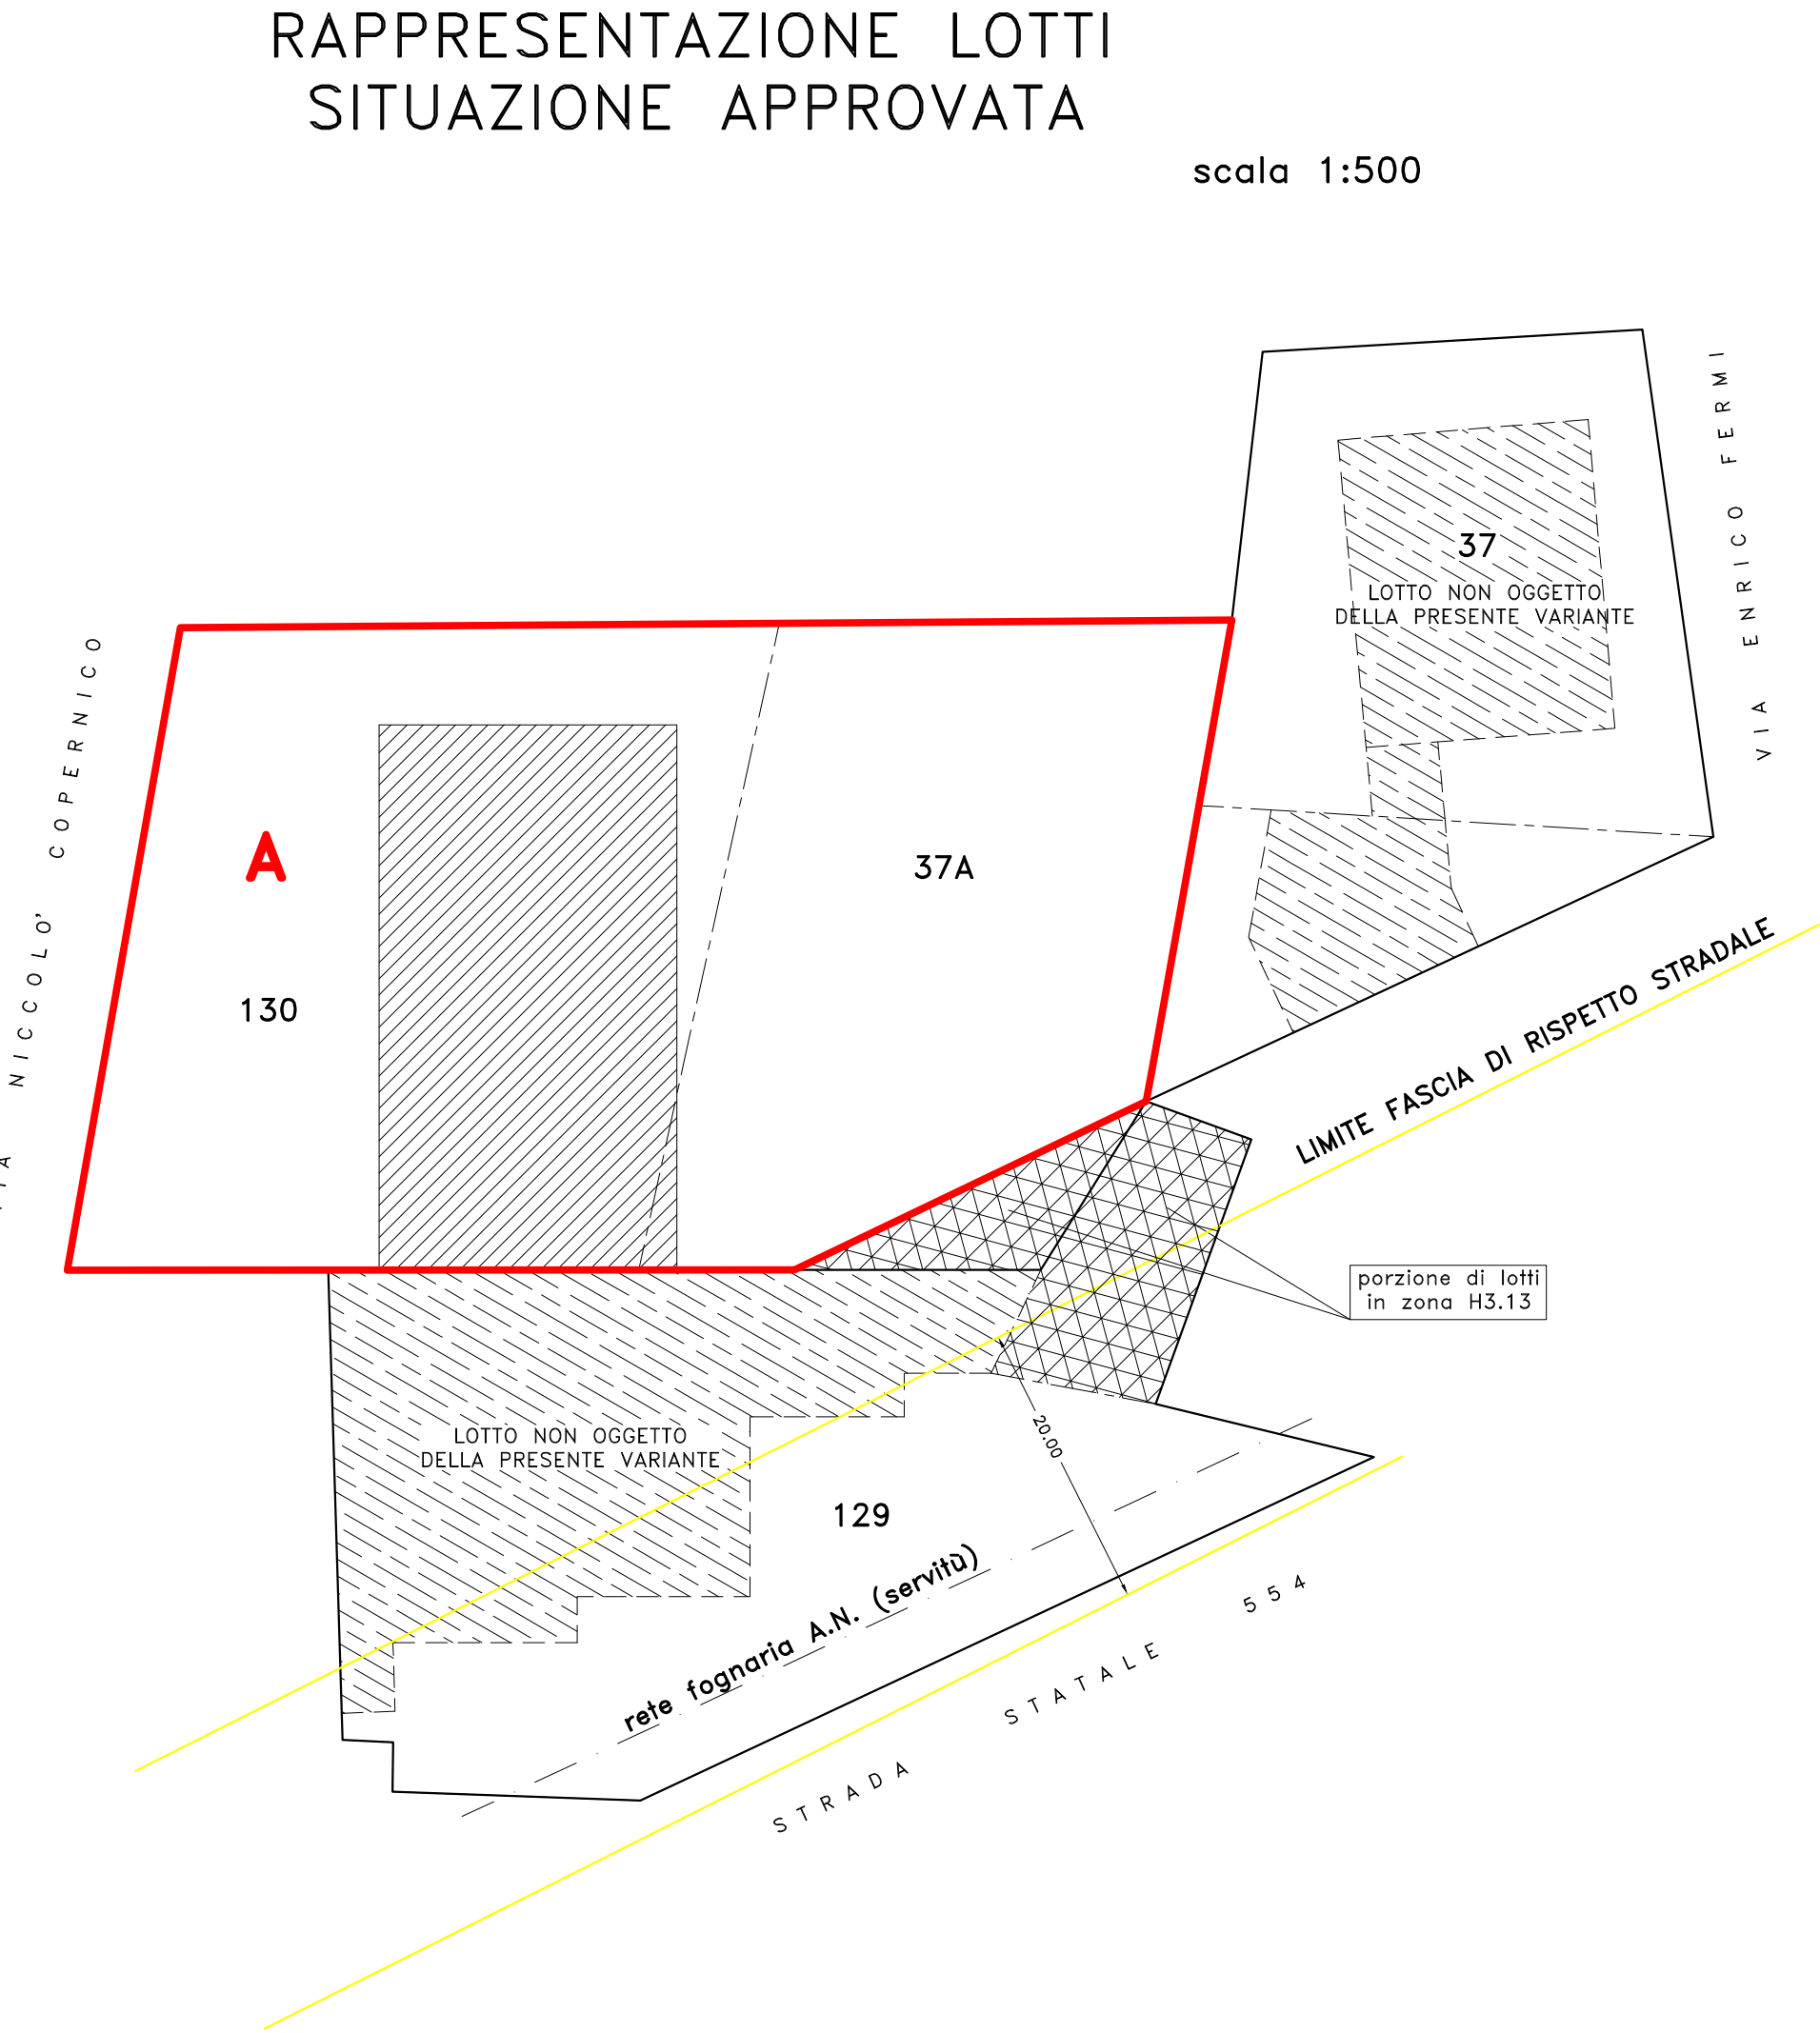 RAPPRESENTAZIONE LOTTI
SITUAZIONE APPROVATA
scala 1:500
VIA ENRICO FERMI
37
LOTTO NON OGGETTO
DELLA PRESENTE VARIANTE
NICCOLO' COPERNICO
A
37A
130
LIMITE FASCIA DI RISPETTO STRADALE
porzione di lotti
in zona H3.13
20.00
LOTTO NON OGGETTO
DELLA PRESENTE VARIANTE
129
rete fognaria A.N. (servitù)
STRADA STATALE 554